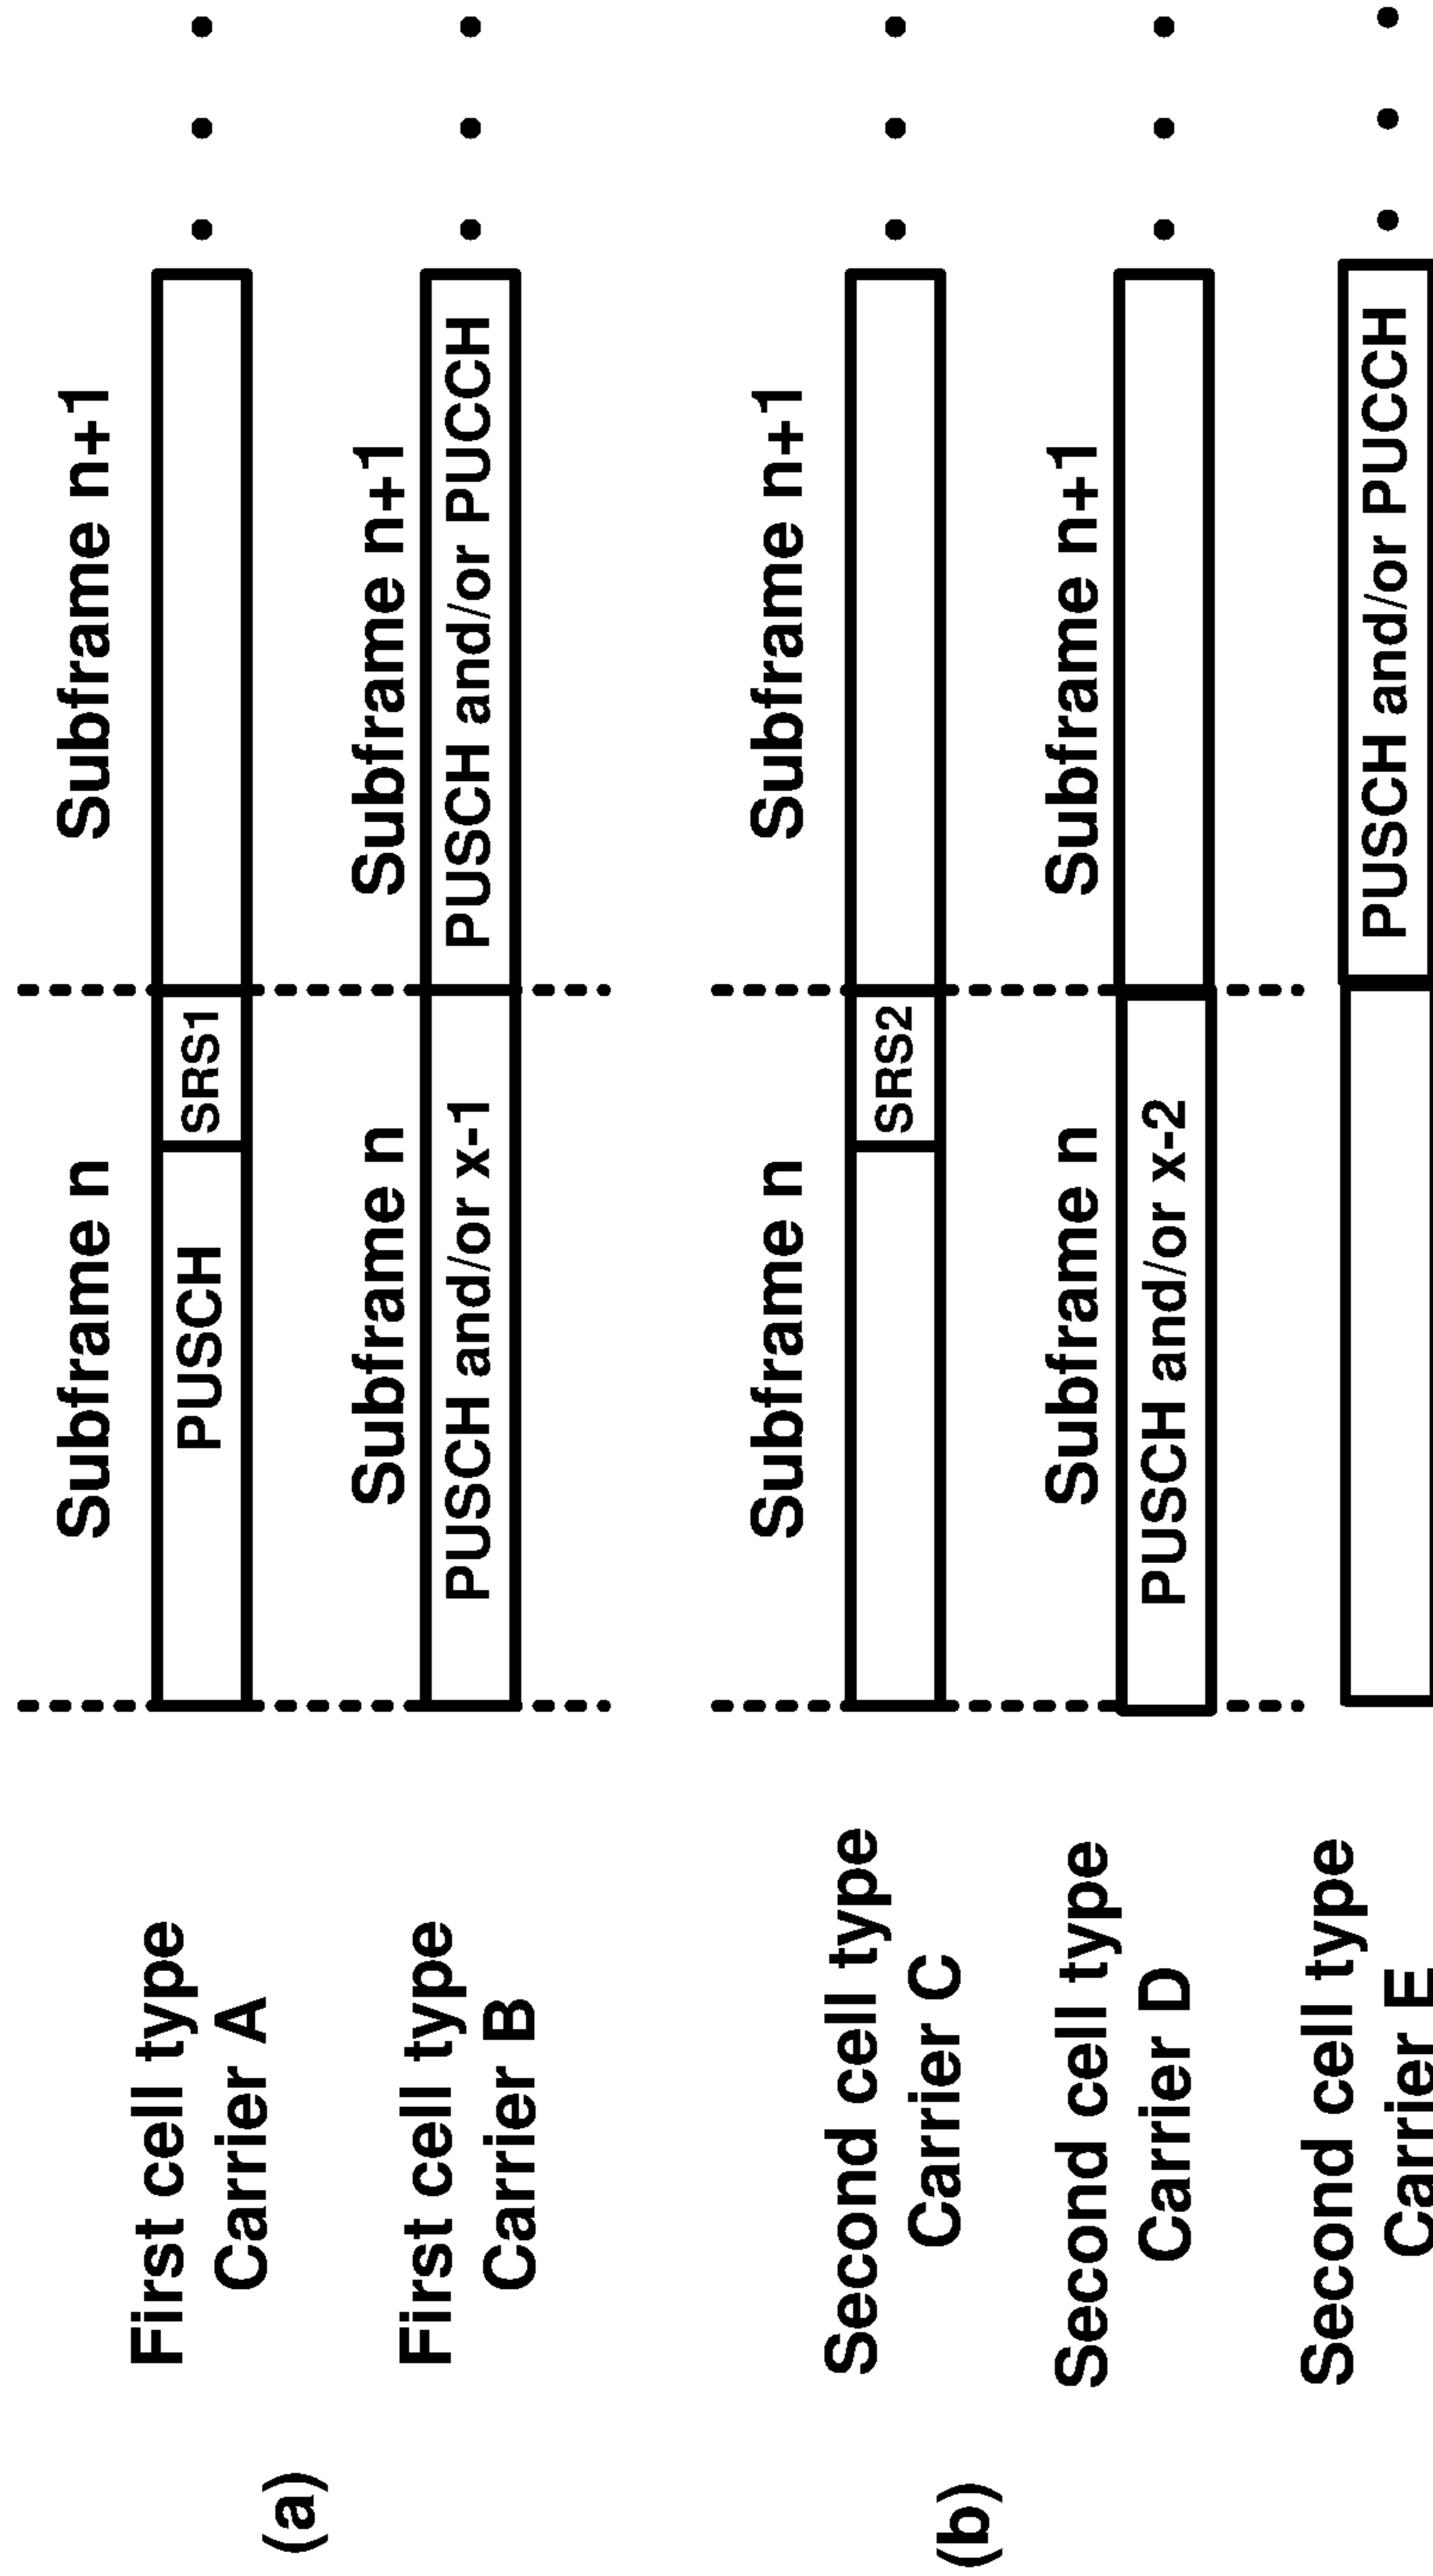 Subframe n
Subframe n+1
First cell type
Carrier A
PUSCH
SRS1
Subframe n
Subframe n+1
(a)
First cell type
Carrier B
PUSCH and/or x-1
PUSCH and/or PUCCH
Subframe n
Subframe n+1
Second cell type
Carrier C
SRS2
Subframe n
Subframe n+1
(b)
Second cell type
Carrier D
PUSCH and/or x-2
Second cell type
Carrier E
PUSCH and/or PUCCH